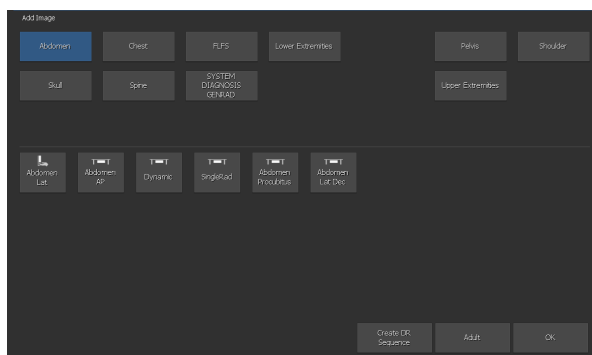 Add Image
Abdomen
Chest
FLFS
Lower Extremities
Pelvis
Shoulder
Skull
Spine
SYSTEM
DIAGNOSIS
GENRAD
Upper Extremities
Abdomen
Lat
Abdomen
AP
Dynamic
SingleRad
Abdomen
Procubitus
Abdomen
Lat Dec
Create DR
Sequence
Adult
OK